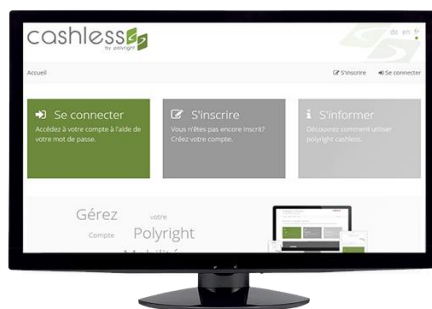 cashless
by polyright
de en fr
Accueil
S'inscrire Se connecter
Se connecter
Accédez à votre compte à l'aide de
votre mot de passe.
S'inscrire
Vous n'êtes pas encore inscrit?
Créez votre compte.
S'informer
Découvrez comment utiliser
polyright cashless.
Gérez votre
Compte Polyright
Mobilité